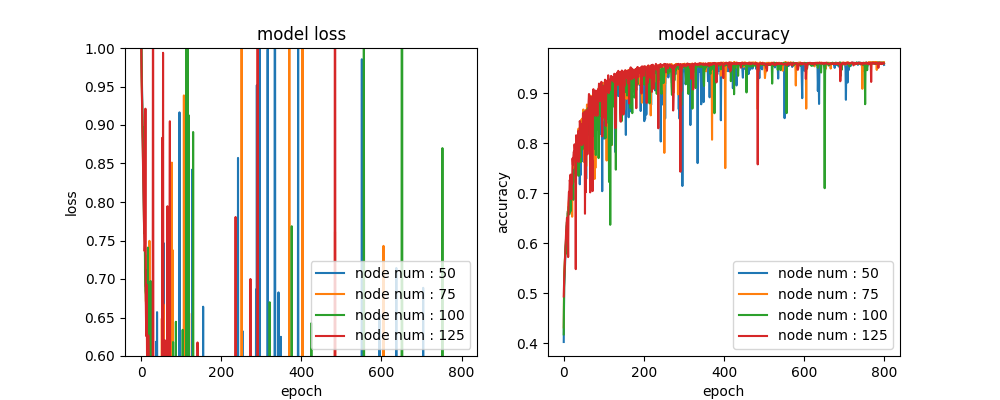 model loss
1.00
0.95
0.90
0.85
0.80
0.75
0.70
0.65
0.60
loss
0
200
400
600
800
epoch
node num : 50
node num : 75
node num : 100
node num : 125
model accuracy
0.9
0.8
0.7
0.6
0.5
0.4
accuracy
0
200
400
600
800
epoch
node num : 50
node num : 75
node num : 100
node num : 125